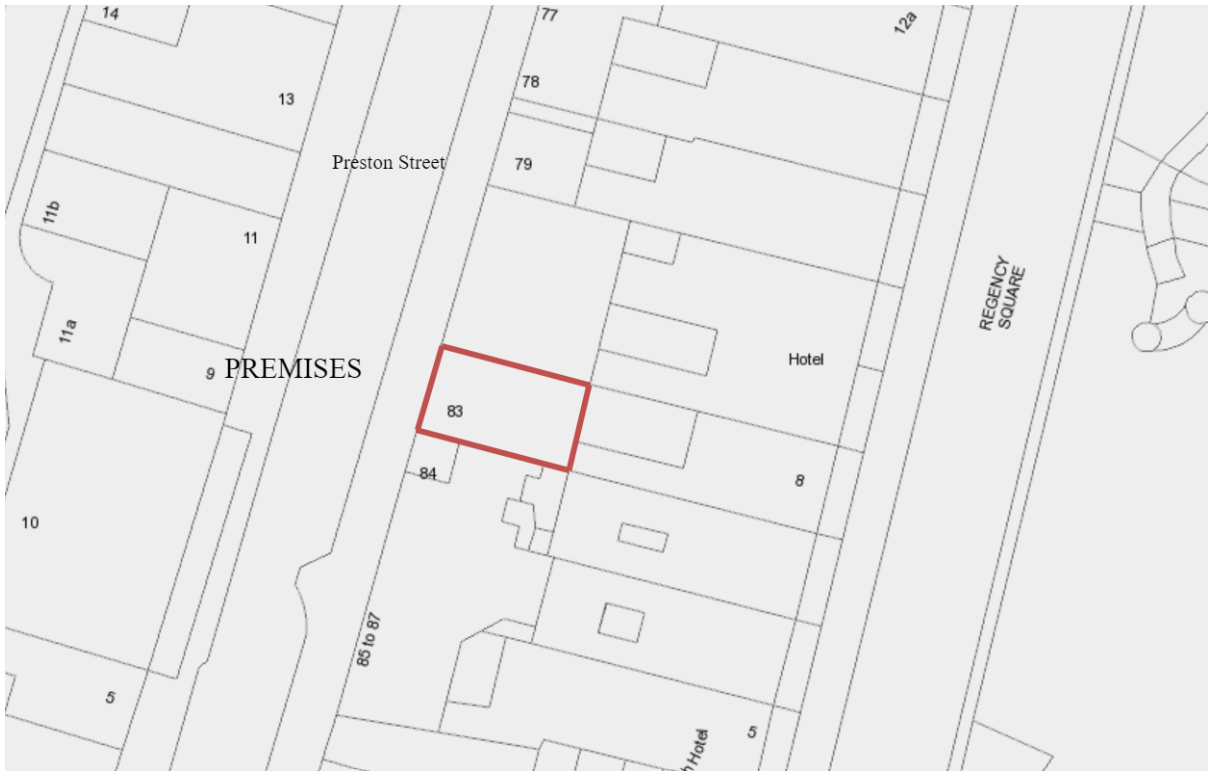 14
77
12a
78
13
Preston Street
79
11b
11
REGENCY
SQUARE
11a
Hotel
PREMISES
9
83
84
8
10
85 to 87
5
5
Hotel